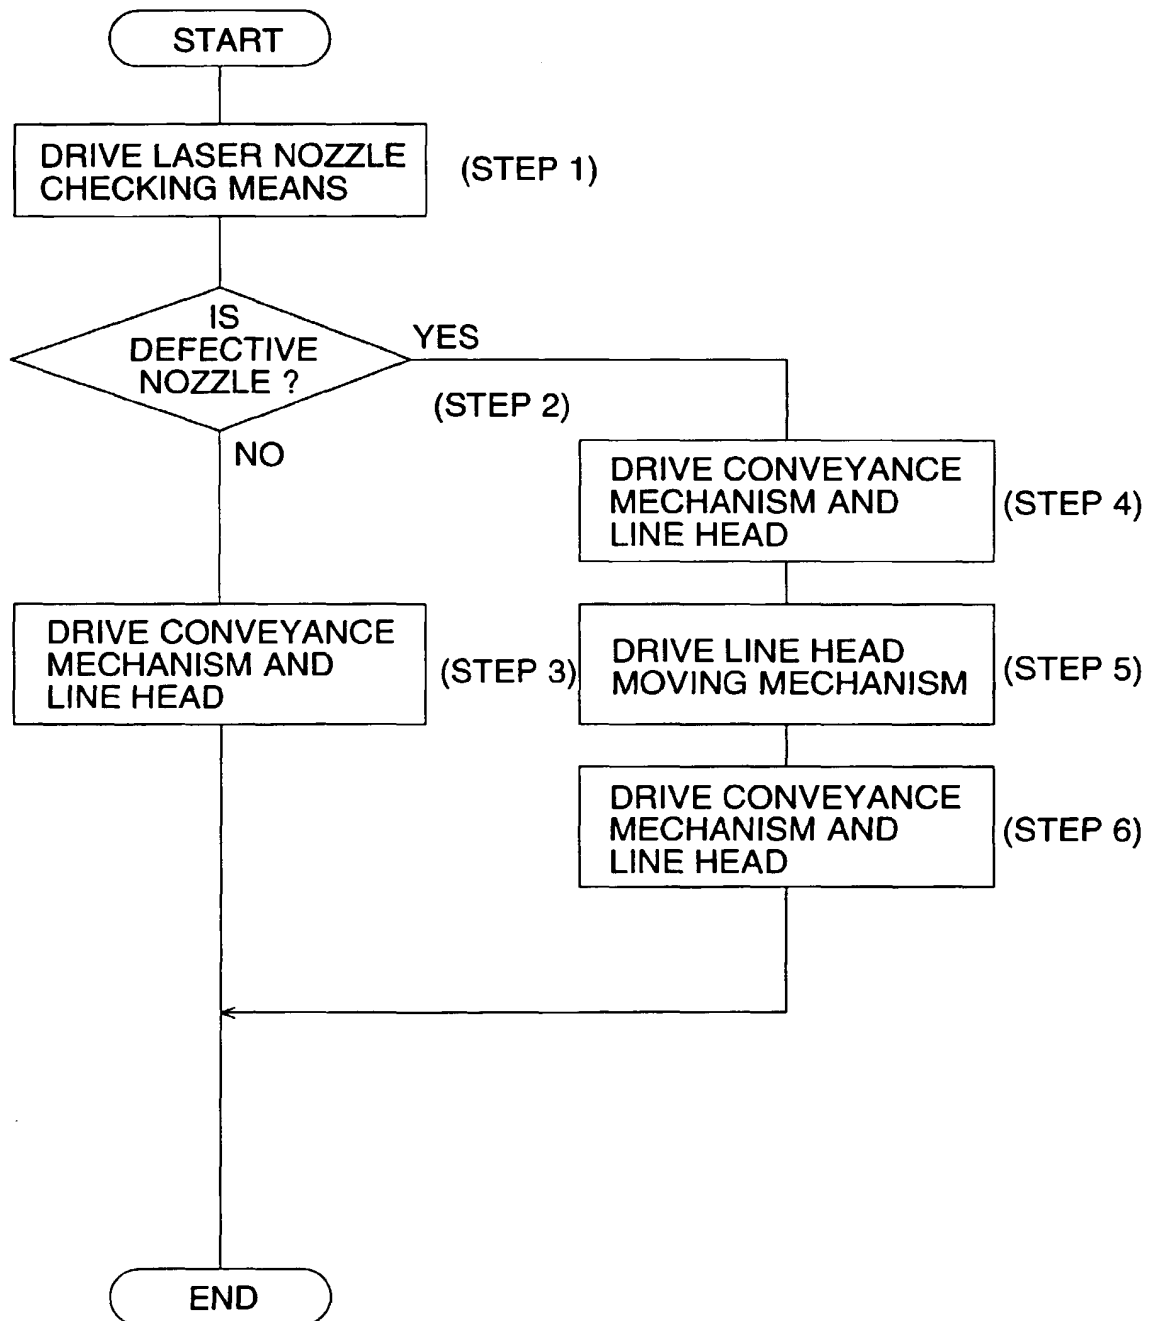 START
DRIVE LASER NOZZLE
CHECKING MEANS
(STEP 1)
IS
DEFECTIVE
NOZZLE ?
YES
(STEP 2)
NO
DRIVE CONVEYANCE
MECHANISM AND
LINE HEAD
(STEP 3)
DRIVE CONVEYANCE
MECHANISM AND
LINE HEAD
(STEP 4)
DRIVE LINE HEAD
MOVING MECHANISM
(STEP 5)
DRIVE CONVEYANCE
MECHANISM AND
LINE HEAD
(STEP 6)
END